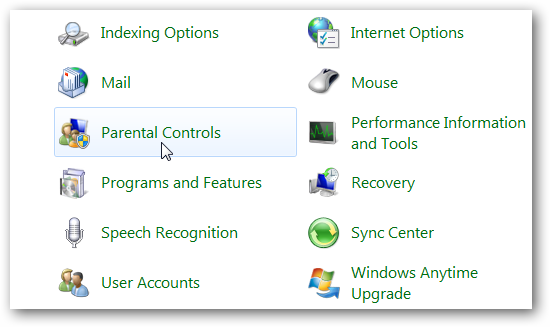 Indexing Options
Internet Options
Mail
Mouse
Parental Controls
Performance Information
and Tools
Programs and Features
Recovery
Speech Recognition
Sync Center
User Accounts
Windows Anytime
Upgrade